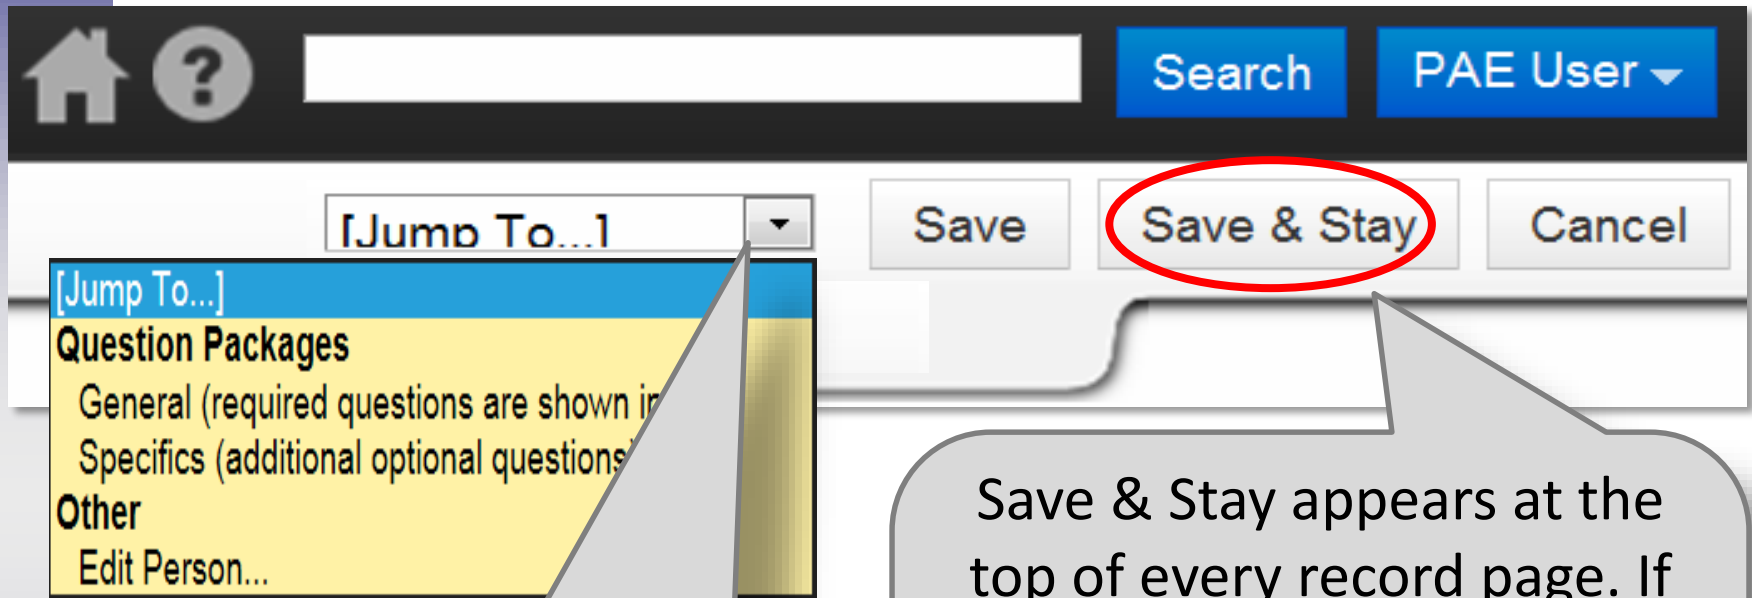 ?
Search
PAE User
[Jump To...]
Save
Save & Stay
Cancel
[Jump To...]
Question Packages
General (required questions are shown in
Specifics (additional optional questions)
Other
Edit Person...
Save & Stay appears at the
top of every record page. If